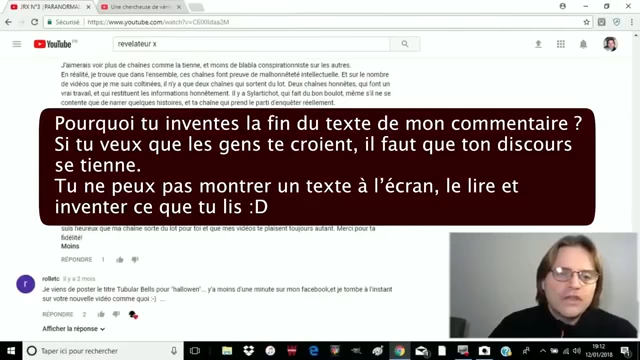 JRX N°3 | PARANORMAL
Une chercheuse de véri
Sécurisé
https://www.youtube.com/watch?v=C6IXlIdaa2M
YouTube FR
revelateur x
J'aimerais voir plus de chaînes comme la tienne, et moins de blabla conspirationniste sur les autres.
En réalité, je trouve que dans l'ensemble, ces chaînes font preuve de malhonnêteté intellectuelle. Et sur le nombre
de vidéos que je me suis coltinées, il n'y a que deux chaînes qui sortent du lot. Deux chaînes honnêtes, qui font un
vrai travail, et qui restituent les informations honnêtement. Il y a Sylartichot, qui fait du bon boulot, même s'il ne se
contente que de narrer quelques histoires, et ta chaîne qui prend le parti d'enquêter réellement.
Pourquoi tu inventes la fin du texte de mon commentaire ?
Si tu veux que les gens te croient, il faut que ton discours
se tienne.
Tu ne peux pas montrer un texte à l'écran, le lire et
inventer ce que tu lis :D
suis heureux que ma chaîne sorte du lot pour toi et que mes vidéos te plaisent toujours autant. Merci pour ta
fidélité!
Moins
RÉPONDRE 1
rolletc il y a 2 mois
Je viens de poster le titre Tubular Bells pour "hallowen"... y'a moins d'une minute sur mon facebook,et je tombe à l'instant
sur votre nouvelle vidéo comme quoi :-) ...
RÉPONDRE 2
Afficher la réponse
Taper ici pour rechercher
19:12
12/01/2018